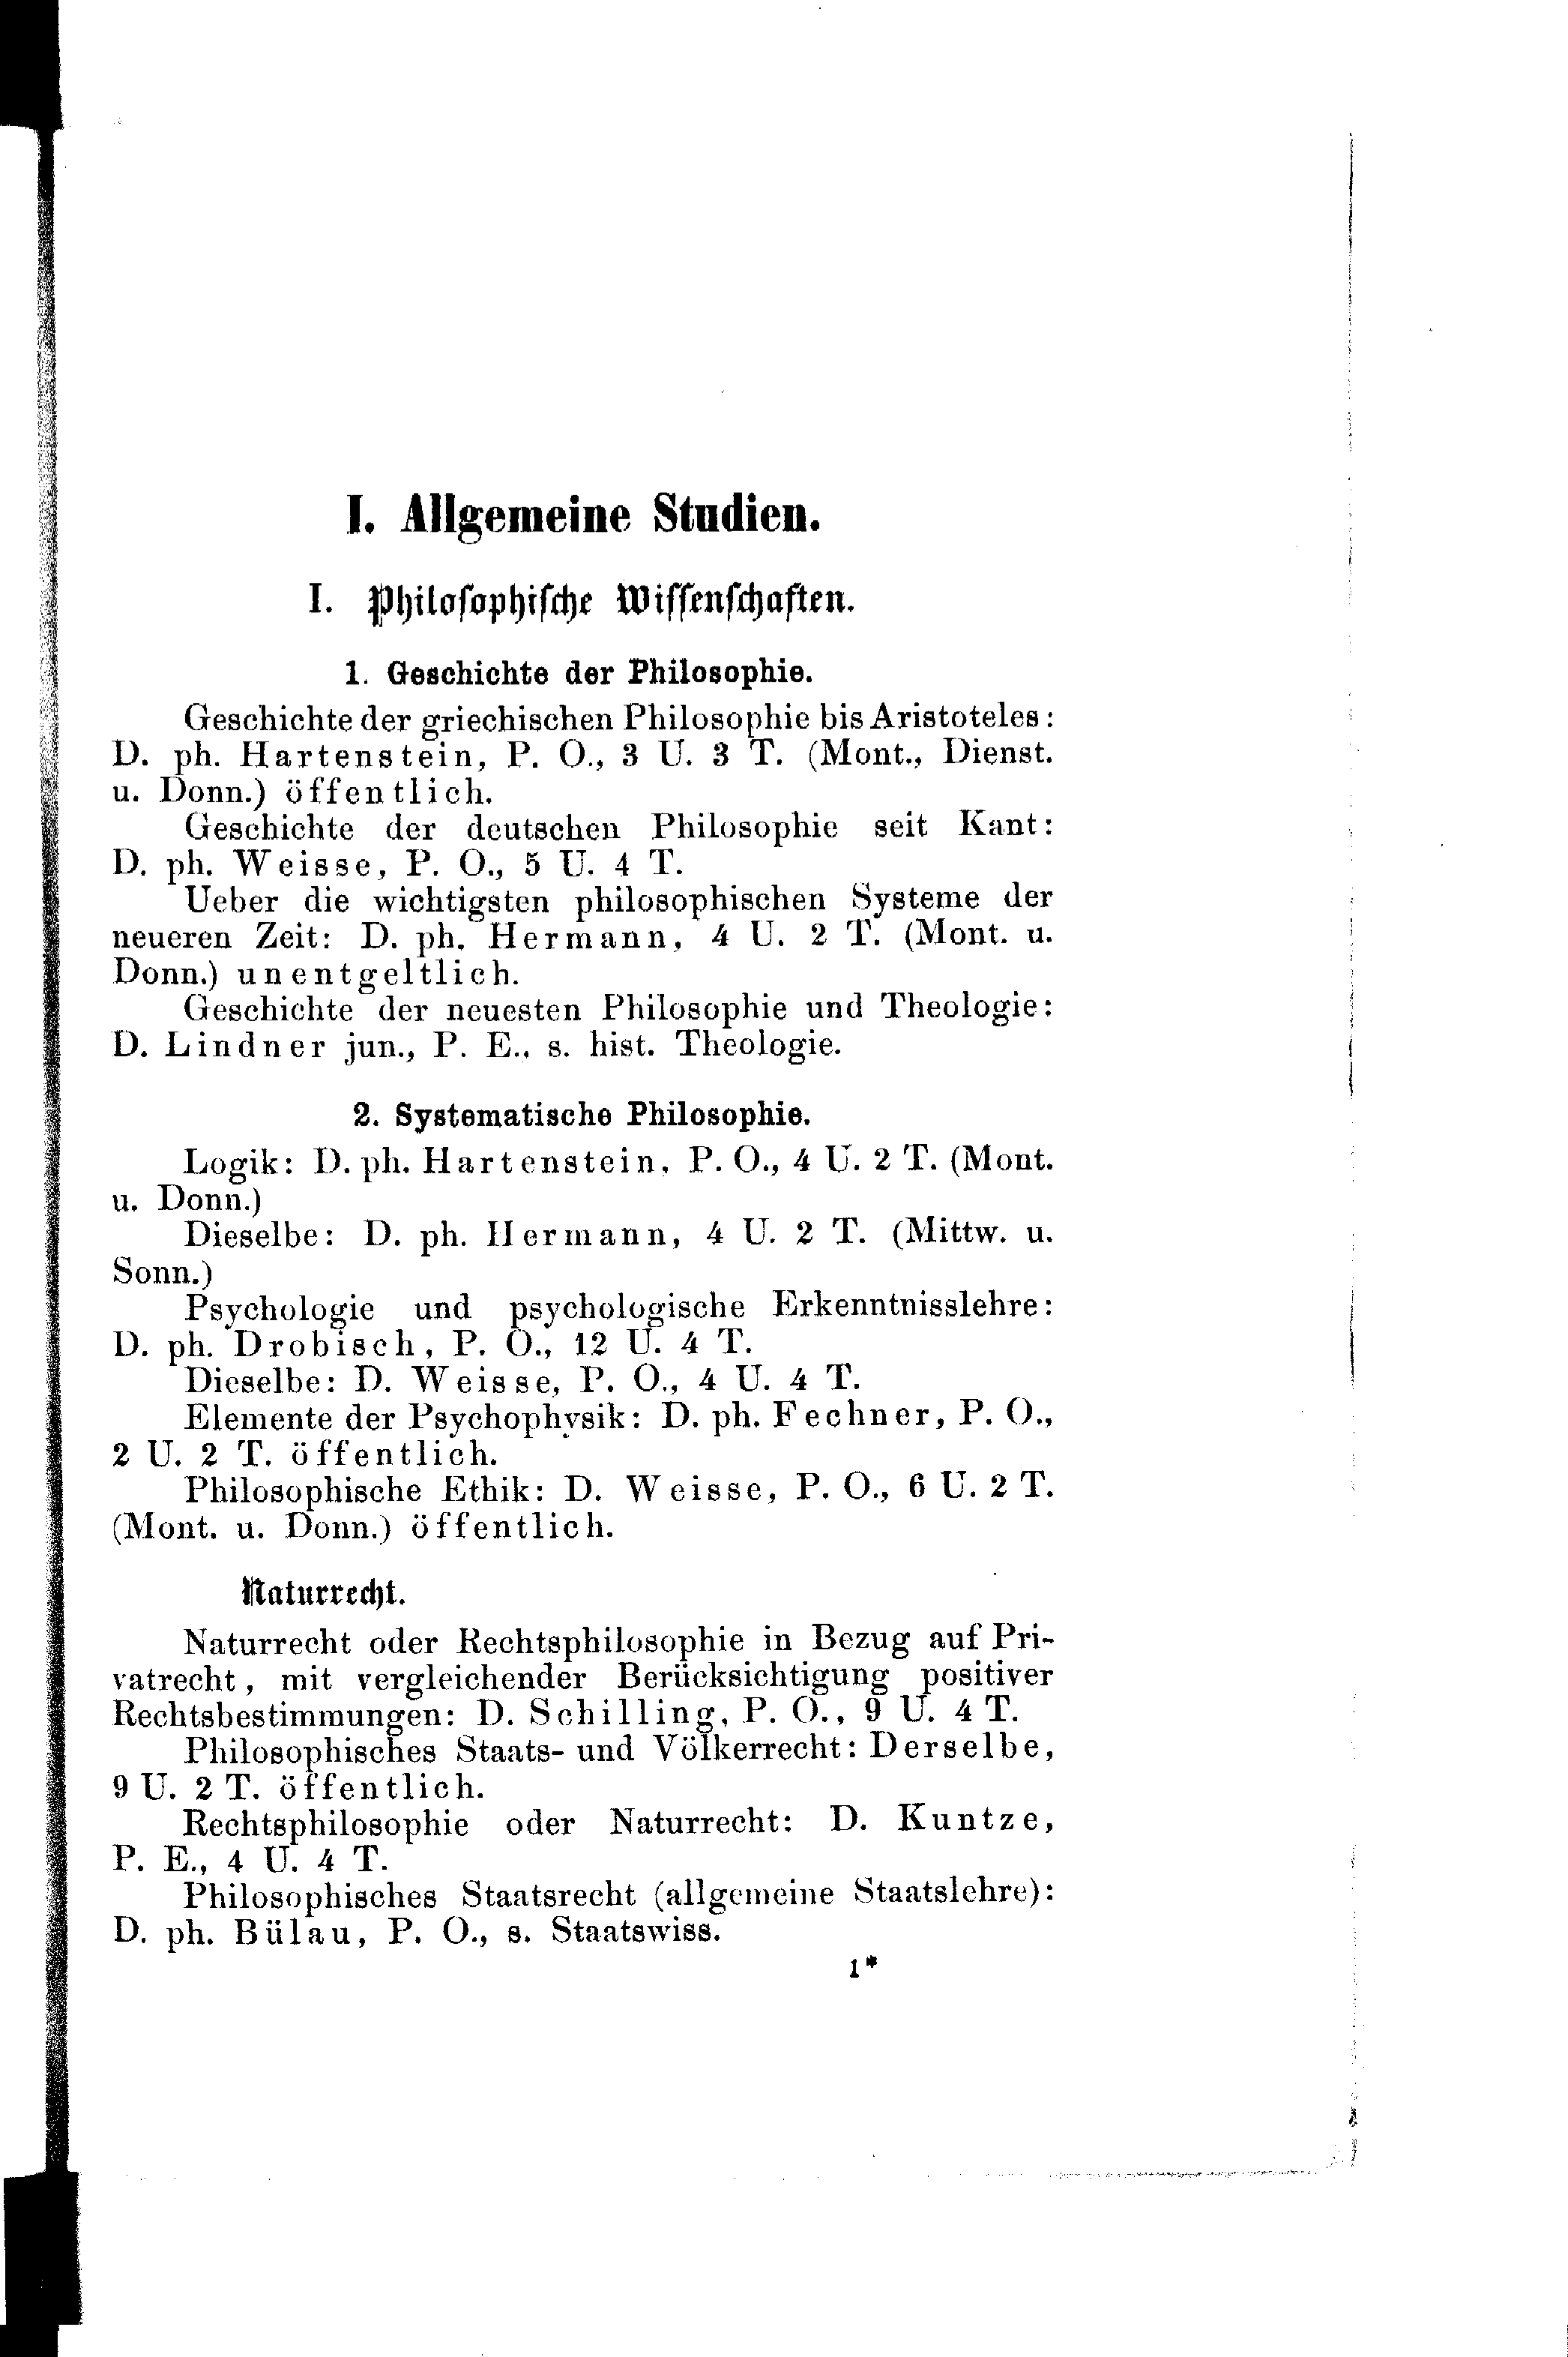 I. Allgemeine Studien.
I. Philosophische Wissenschaften.
1. Geschichte der Philosophie.
Geschichte der griechischen Philosophie bis Aristoteles:
D. ph. Hartenstein, P. O., 3 U. 3 T. (Mont., Dienst.
u. Donn.) öffentlich.
Geschichte der deutschen Philosophie seit Kant:
D. ph. Weisse, P. O., 5 U. 4 T.
Ueber die wichtigsten philosophischen Systeme der
neueren Zeit: D. ph. Hermann, 4 U. 2 T. (Mont. u.
Donn.) unentgeltlich.
Geschichte der neuesten Philosophie und Theologie:
D. Lindner jun., P. E., s. hist. Theologie.
2. Systematische Philosophie.
Logik: D. ph. Hartenstein, P. O., 4 U. 2 T. (Mont.
u. Donn.)
Dieselbe: D. ph. Hermann, 4 U. 2 T. (Mittw. u.
Sonn.)
Psychologie und psychologische Erkenntnisslehre:
D. ph. Drobisch, P. O., 12 U. 4 T.
Dieselbe: D. Weisse, P. O., 4 U. 4 T.
Elemente der Psychophysik: D. ph. Fechner, P. O.,
2 U. 2 T. öffentlich.
Philosophische Ethik: D. Weisse, P. O., 6 U. 2 T.
(Mont. u. Donn.) öffentlich.
Naturrecht.
Naturrecht oder Rechtsphilosophie in Bezug auf Pri-
vatrecht, mit vergleichender Berücksichtigung positiver
Rechtsbestimmungen: D. Schilling, P. O., 9 U. 4 T.
Philosophisches Staats- und Völkerrecht: Derselbe,
9 U. 2 T. öffentlich.
Rechtsphilosophie oder Naturrecht: D. Kuntze,
P. E., 4 U. 4 T.
Philosophisches Staatsrecht (allgemeine Staatslehre):
D. ph. Bülau, P. O., s. Staatswiss.
1*